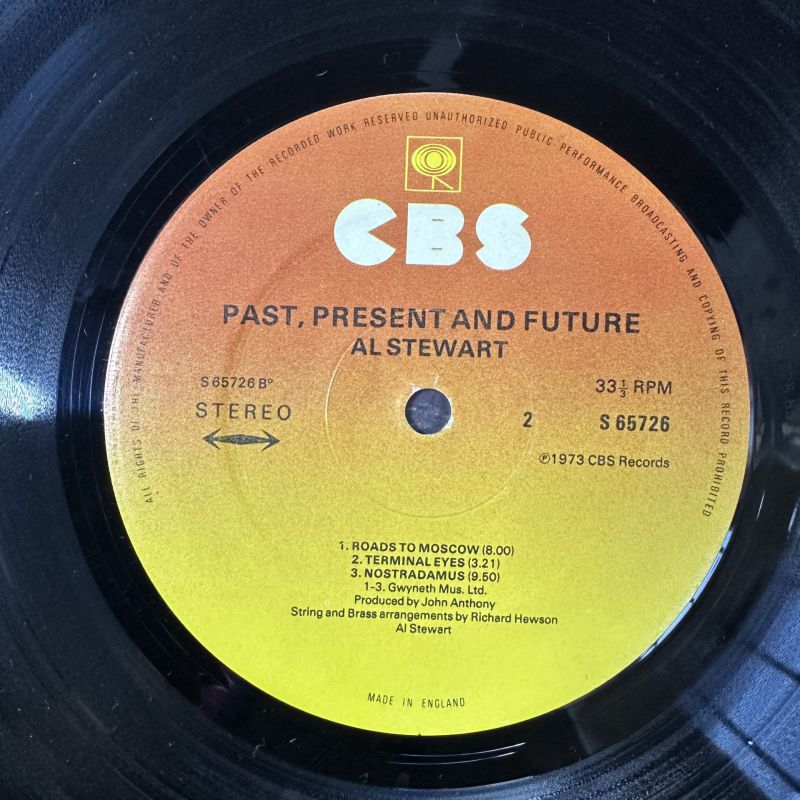 ALL RIGHTS OF THE MANUFACTURER AND OF THE OWNER OF THE RECORDED WORK RESERVED UNAUTHORIZED PUBLIC PERFORMANCE BROADCASTING AND COPYING OF THIS RECORD PROHIBITED
CBS
PAST, PRESENT AND FUTURE
AL STEWART
S 65726 B°
33⅓ RPM
STEREO
2
S 65726
℗1973 CBS Records
1. ROADS TO MOSCOW (8.00)
2. TERMINAL EYES (3.21)
3. NOSTRADAMUS (9.50)
1-3. Gwyneth Mus. Ltd.
Produced by John Anthony
String and Brass arrangements by Richard Hewson
Al Stewart
MADE IN ENGLAND